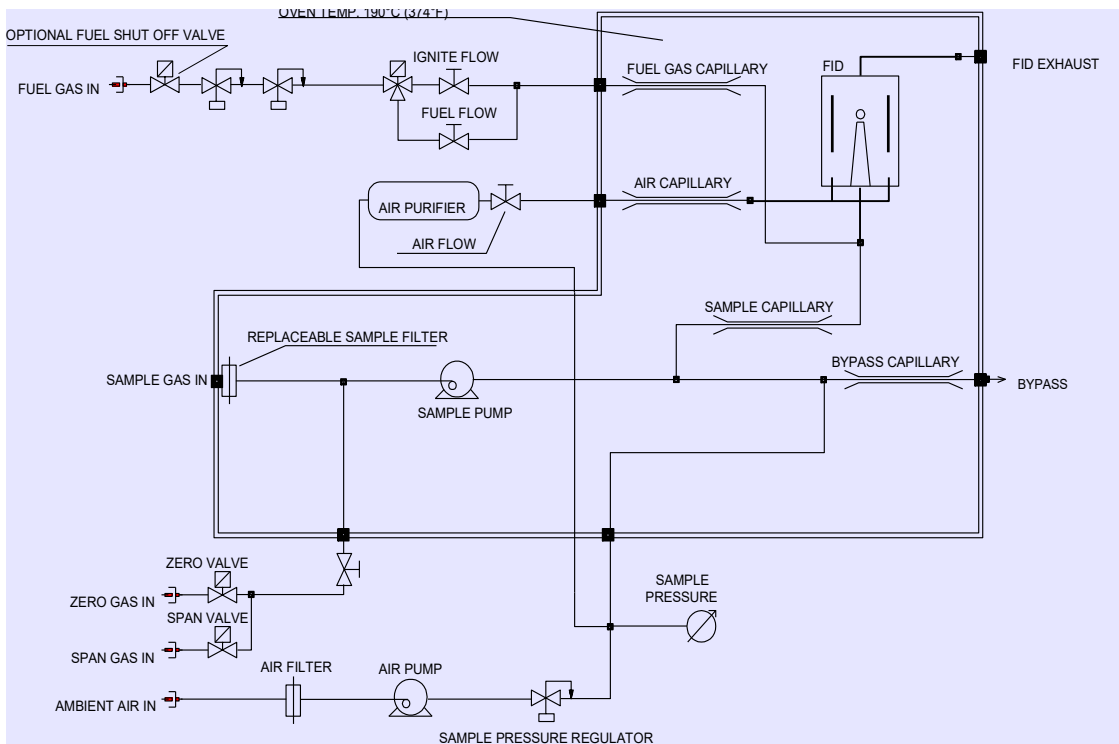 OVEN TEMP. 190°C (374°F)
OPTIONAL FUEL SHUT OFF VALVE
IGNITE FLOW
FUEL GAS CAPILLARY
FID
FID EXHAUST
FUEL GAS IN
FUEL FLOW
AIR CAPILLARY
AIR PURIFIER
AIR FLOW
SAMPLE CAPILLARY
REPLACEABLE SAMPLE FILTER
BYPASS CAPILLARY
SAMPLE GAS IN
BYPASS
SAMPLE PUMP
ZERO VALVE
SAMPLE
PRESSURE
ZERO GAS IN
SPAN VALVE
SPAN GAS IN
AIR FILTER
AIR PUMP
AMBIENT AIR IN
SAMPLE PRESSURE REGULATOR